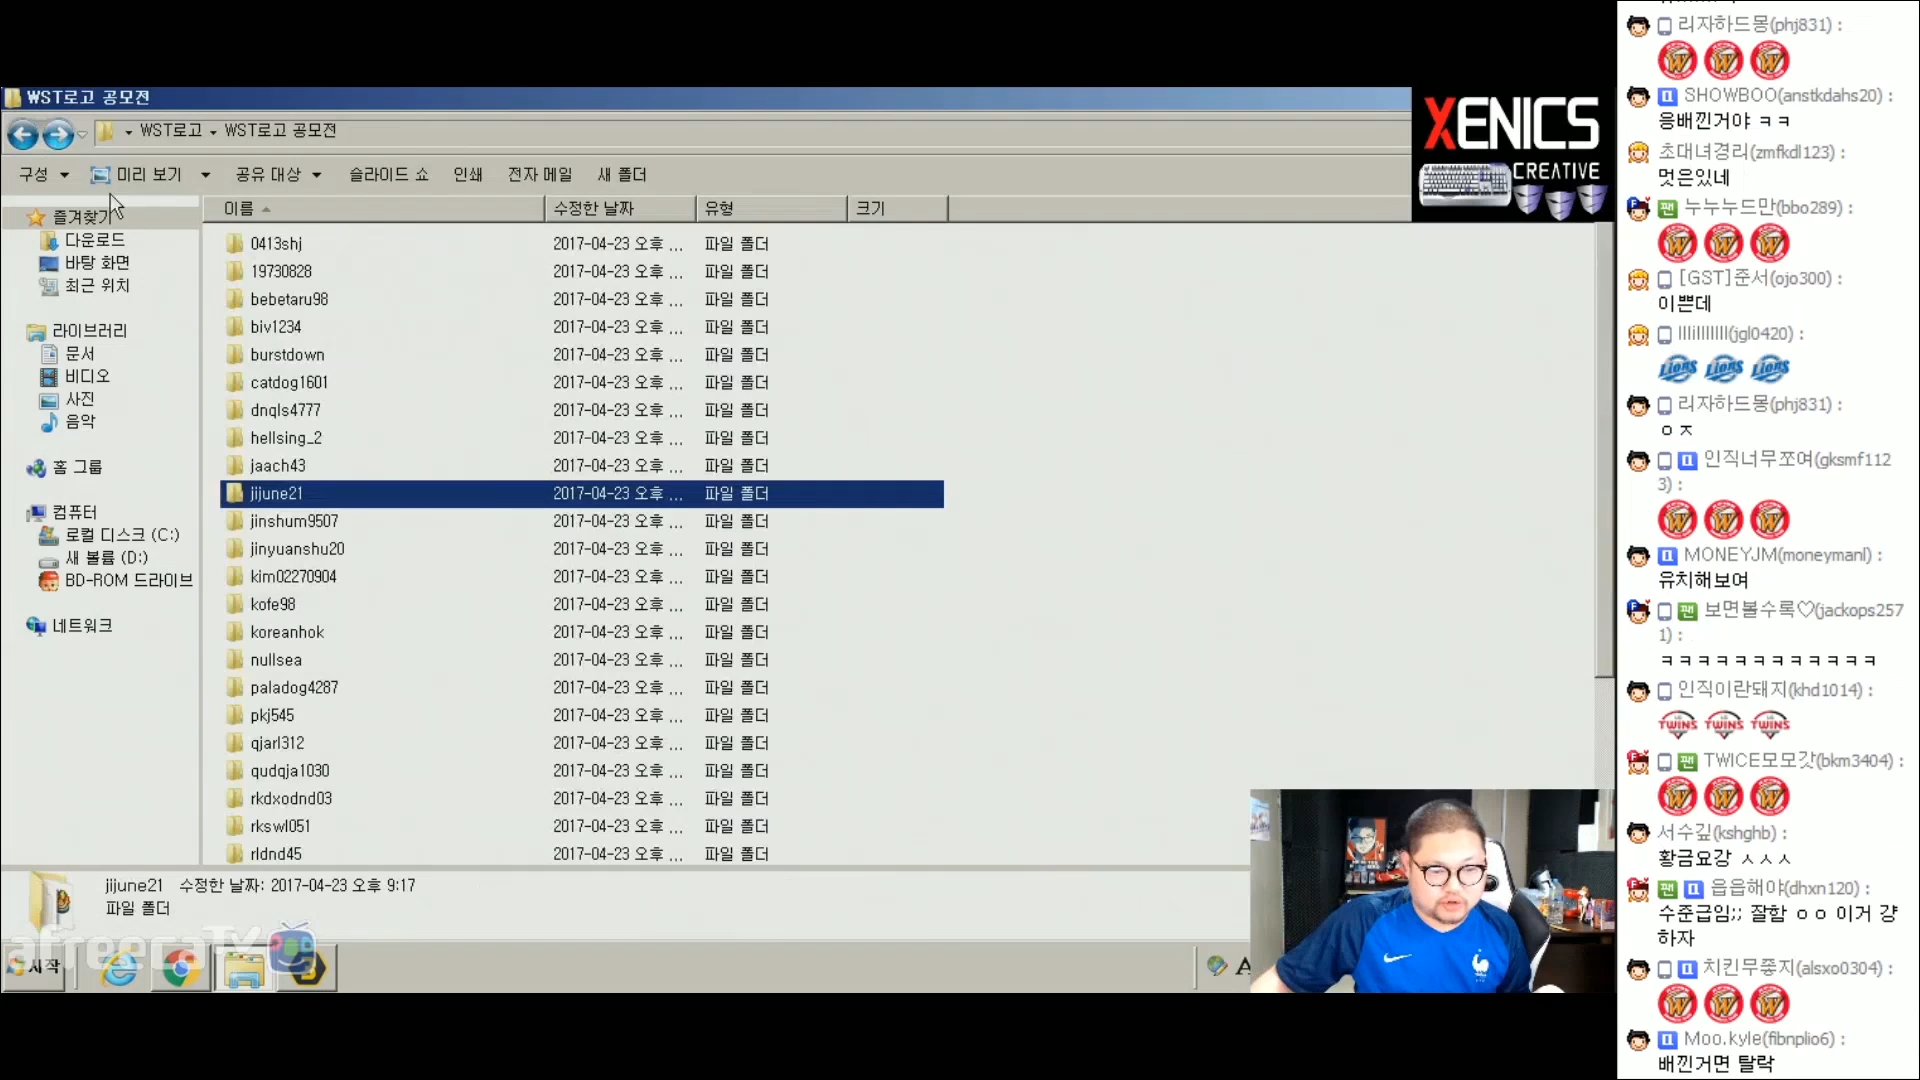 WST로고 공모전
WST로고 WST로고 공모전
구성 미리 보기 공유 대상 슬라이드 쇼 인쇄 전자 메일 새 폴더
이름 수정한 날짜 유형 크기
즐겨찾기
다운로드
바탕 화면
최근 위치
라이브러리
문서
비디오
사진
음악
홈 그룹
컴퓨터
로컬 디스크 (C:)
새 볼륨 (D:)
BD-ROM 드라이브
네트워크
0413shj 2017-04-23 오후 ... 파일 폴더
19730828 2017-04-23 오후 ... 파일 폴더
bebetaru98 2017-04-23 오후 ... 파일 폴더
biv1234 2017-04-23 오후 ... 파일 폴더
burstdown 2017-04-23 오후 ... 파일 폴더
catdog1601 2017-04-23 오후 ... 파일 폴더
dnqls4777 2017-04-23 오후 ... 파일 폴더
hellsing_2 2017-04-23 오후 ... 파일 폴더
jaach43 2017-04-23 오후 ... 파일 폴더
jijune21 2017-04-23 오후 ... 파일 폴더
jinshum9507 2017-04-23 오후 ... 파일 폴더
jinyuanshu20 2017-04-23 오후 ... 파일 폴더
kim02270904 2017-04-23 오후 ... 파일 폴더
kofe98 2017-04-23 오후 ... 파일 폴더
koreanhok 2017-04-23 오후 ... 파일 폴더
nullsea 2017-04-23 오후 ... 파일 폴더
paladog4287 2017-04-23 오후 ... 파일 폴더
pkj545 2017-04-23 오후 ... 파일 폴더
qjarl312 2017-04-23 오후 ... 파일 폴더
qudqja1030 2017-04-23 오후 ... 파일 폴더
rkdxodnd03 2017-04-23 오후 ... 파일 폴더
rkswl051 2017-04-23 오후 ... 파일 폴더
rldnd45 2017-04-23 오후 ... 파일 폴더
jijune21 수정한 날짜: 2017-04-23 오후 9:17
파일 폴더
afreecaTV
시작
A
XENICS
CREATIVE
리자하드몽(phj831) :
W W W
SHOWBOO(anstkdahs20) :
응배낀거야 ㅋㅋ
초대녀경리(zmfkdl123) :
멋은있네
팬 누누누드만(bbo289) :
W W W
[GST]준서(ojo300) :
이쁜데
lllillllllll(jgl0420) :
LIONS LIONS LIONS
리자하드몽(phj831) :
ㅇㅈ
인직너무쪼여(gksmf112
3) :
W W W
MONEYJM(moneymanl) :
유치해보여
팬 보면볼수록♡(jackops257
1) :
ㅋㅋㅋㅋㅋㅋㅋㅋㅋㅋㅋㅋ
인직이란돼지(khd1014) :
TWINS TWINS TWINS
팬 TWICE모모갓(bkm3404) :
W W W
서수깊(kshghb) :
황금요강 ㅅㅅㅅ
팬 읍읍해야(dhxn120) :
수준급임;; 잘함 ㅇㅇ 이거 걍
하자
치킨무좋지(alsxo0304) :
W W W
Moo.kyle(fibnplio6) :
배낀거면 탈락